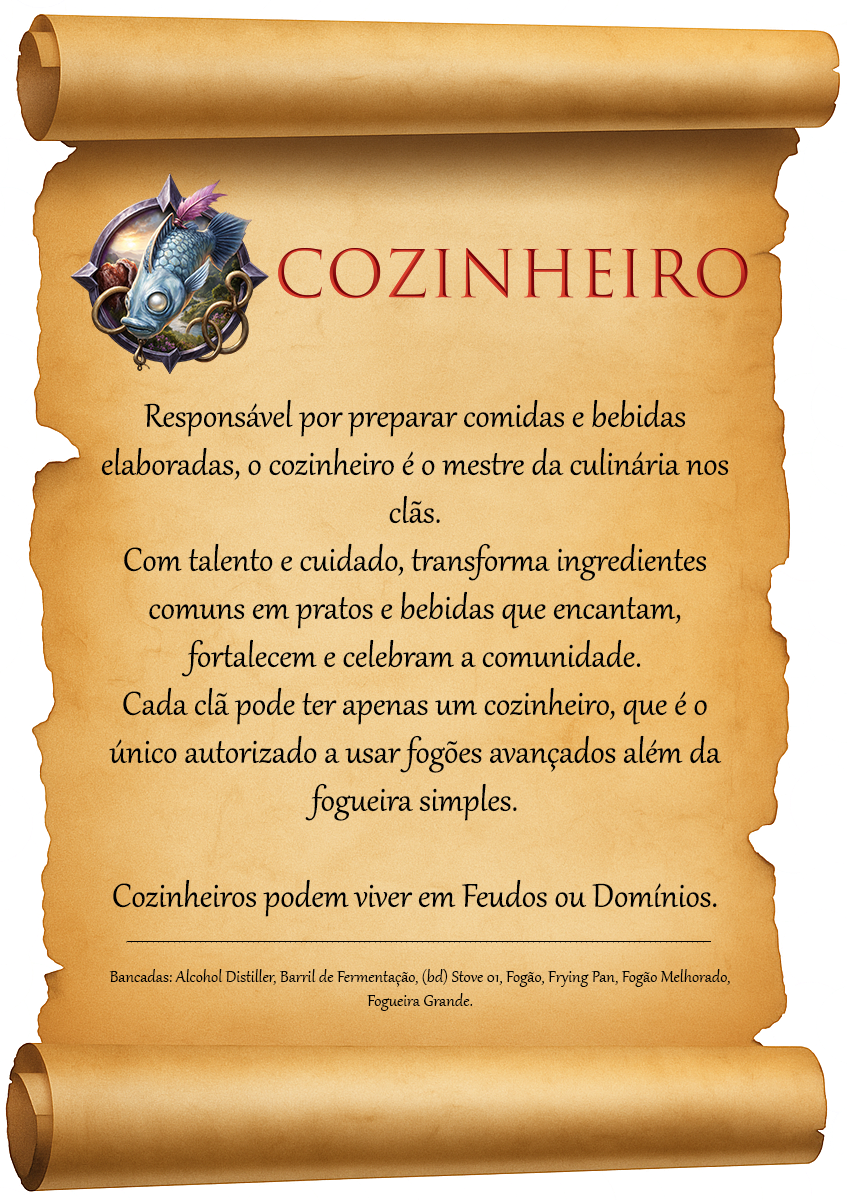 COZINHEIRO
Responsável por preparar comidas e bebidas
elaboradas, o cozinheiro é o mestre da culinária nos
clãs.
Com talento e cuidado, transforma ingredientes
comuns em pratos e bebidas que encantam,
fortalecem e celebram a comunidade.
Cada clã pode ter apenas um cozinheiro, que é o
único autorizado a usar fogões avançados além da
fogueira simples.
Cozinheiros podem viver em Feudos ou Domínios.
Bancadas: Alcohol Distiller, Barril de Fermentação, (bd) Stove 01, Fogão, Frying Pan, Fogão Melhorado,
Fogueira Grande.